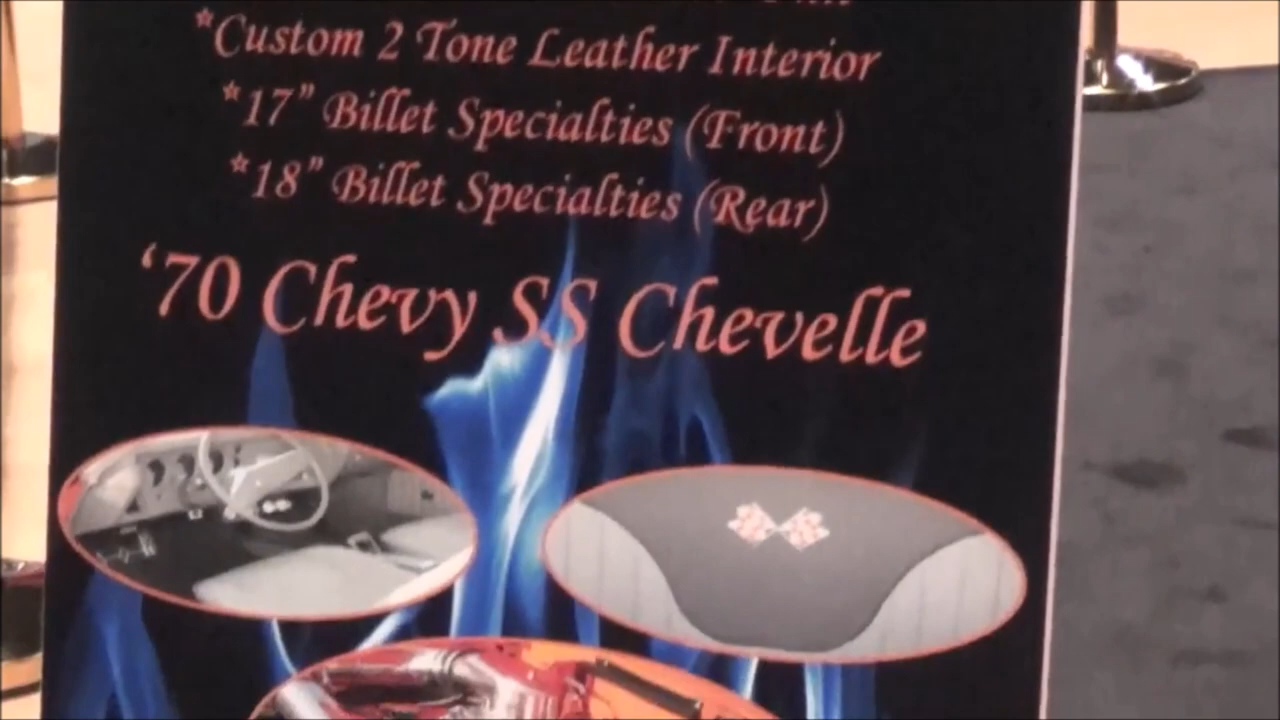 *Custom 2 Tone Leather Interior
*17" Billet Specialties (Front)
*18" Billet Specialties (Rear)
‘70 Chevy SS Chevelle